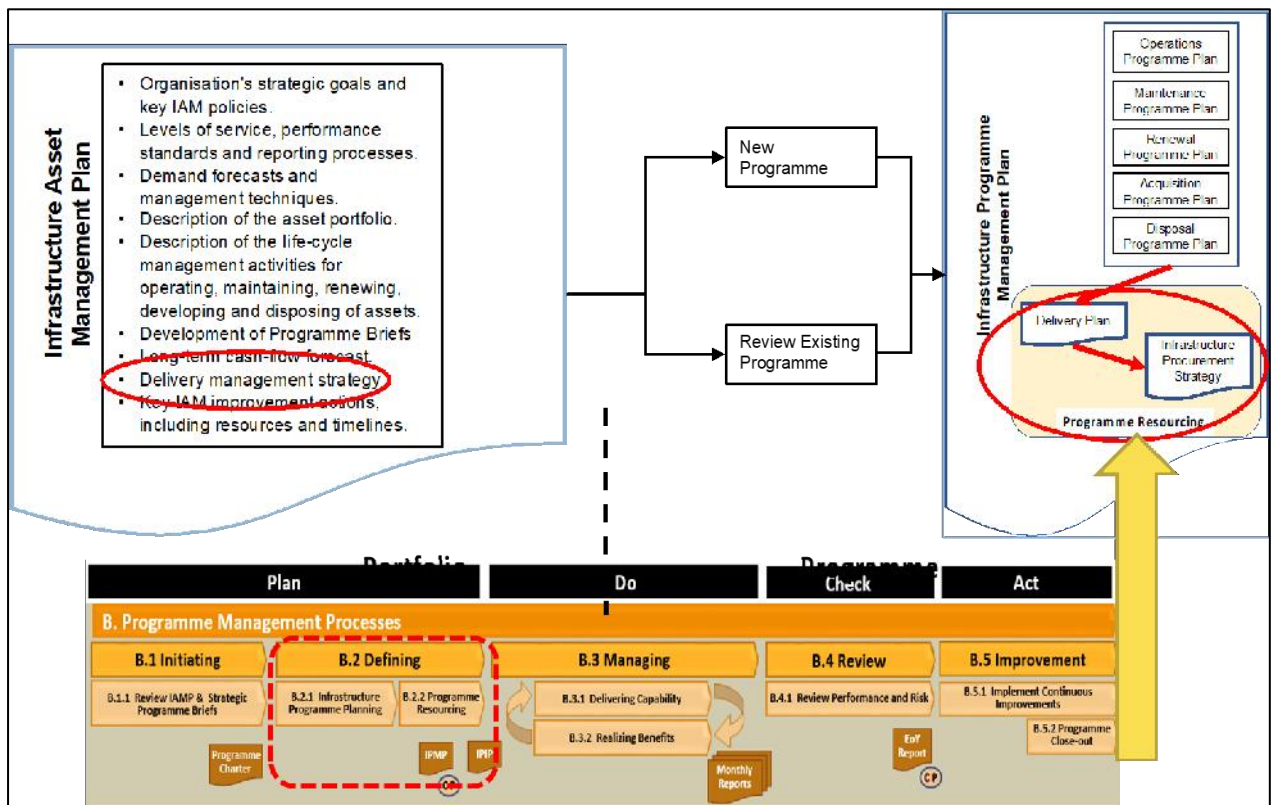 Infrastructure Asset
Management Plan
• Organisation's strategic goals and
key IAM policies.
• Levels of service, performance
standards and reporting processes.
• Demand forecasts and
management techniques.
• Description of the asset portfolio.
• Description of the life-cycle
management activities for
operating, maintaining, renewing,
developing and disposing of assets.
• Development of Programme Briefs
• Long-term cash-flow forecast.
• Delivery management strategy
• Key IAM improvement actions,
including resources and timelines.
New
Programme
Review Existing
Programme
Infrastructure Programme
Management Plan
Operations
Programme Plan
Maintenance
Programme Plan
Renewal
Programme Plan
Acquisition
Programme Plan
Disposal
Programme Plan
Delivery Plan
Infrastructure
Procurement
Strategy
Programme Resourcing
Portfolio
Programme
Plan
Do
Check
Act
B. Programme Management Processes
B.1 Initiating
B.2 Defining
B.3 Managing
B.4 Review
B.5 Improvement
B.1.1 Review IAMP & Strategic
Programme Briefs
B.2.1 Infrastructure
Programme Planning
B.2.2 Programme
Resourcing
B.3.1 Delivering Capability
B.3.2 Realizing Benefits
B.4.1 Review Performance and Risk
B.5.1 Implement Continuous
Improvements
B.5.2 Programme
Close-out
Programme
Charter
IPMP
CP
Monthly
Reports
EoY
Report
CP